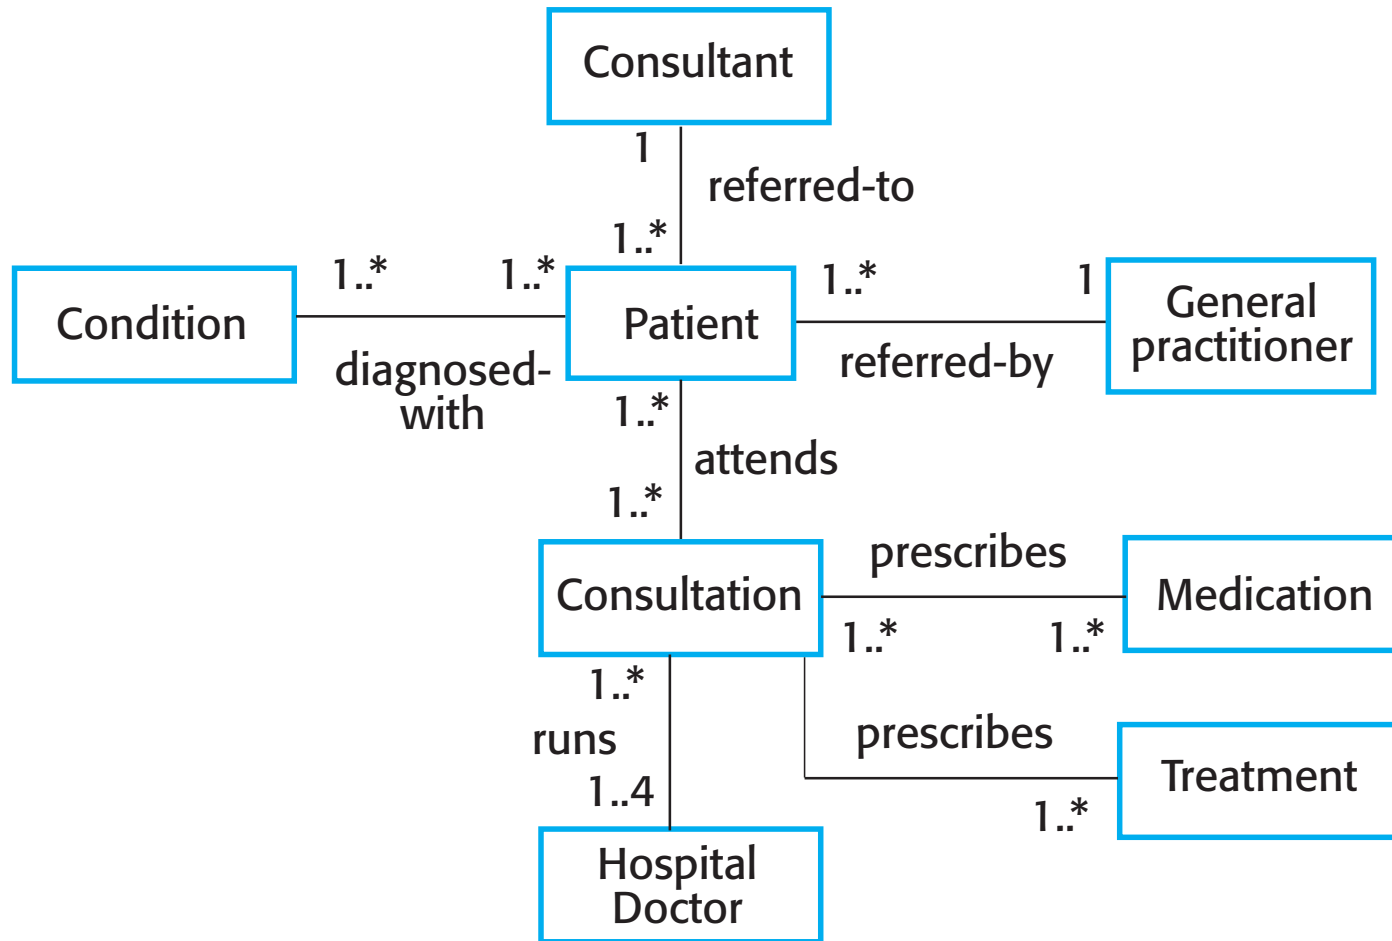 Consultant
1
referred-to
1..*
1..*
1..*
1..*
1
Condition
Patient
General
practitioner
diagnosed-
with
referred-by
1..*
attends
1..*
prescribes
Consultation
Medication
1..*
1..*
1..*
runs
prescribes
1..4
Treatment
1..*
Hospital
Doctor